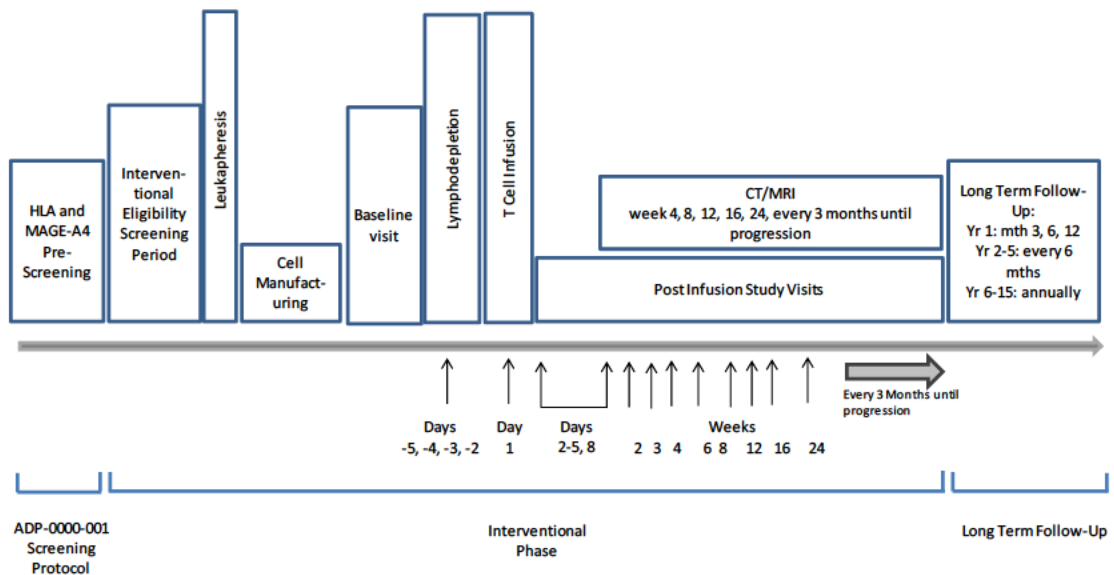 HLA and
MAGE-A4
Pre-
Screening
Interven-
tional
Eligibility
Screening
Period
Leukapheresis
Cell
Manufact-
uring
Baseline
visit
Lymphodepletion
T Cell Infusion
CT/MRI
week 4, 8, 12, 16, 24, every 3 months until
progression
Post Infusion Study Visits
Long Term Follow-
Up:
Yr 1: mth 3, 6, 12
Yr 2-5: every 6
mths
Yr 6-15: annually
Days
-5, -4, -3, -2
Day
1
Days
2-5, 8
Weeks
2 3 4 6 8 12 16 24
Every 3 Months until
progression
ADP-0000-001
Screening
Protocol
Interventional
Phase
Long Term Follow-Up